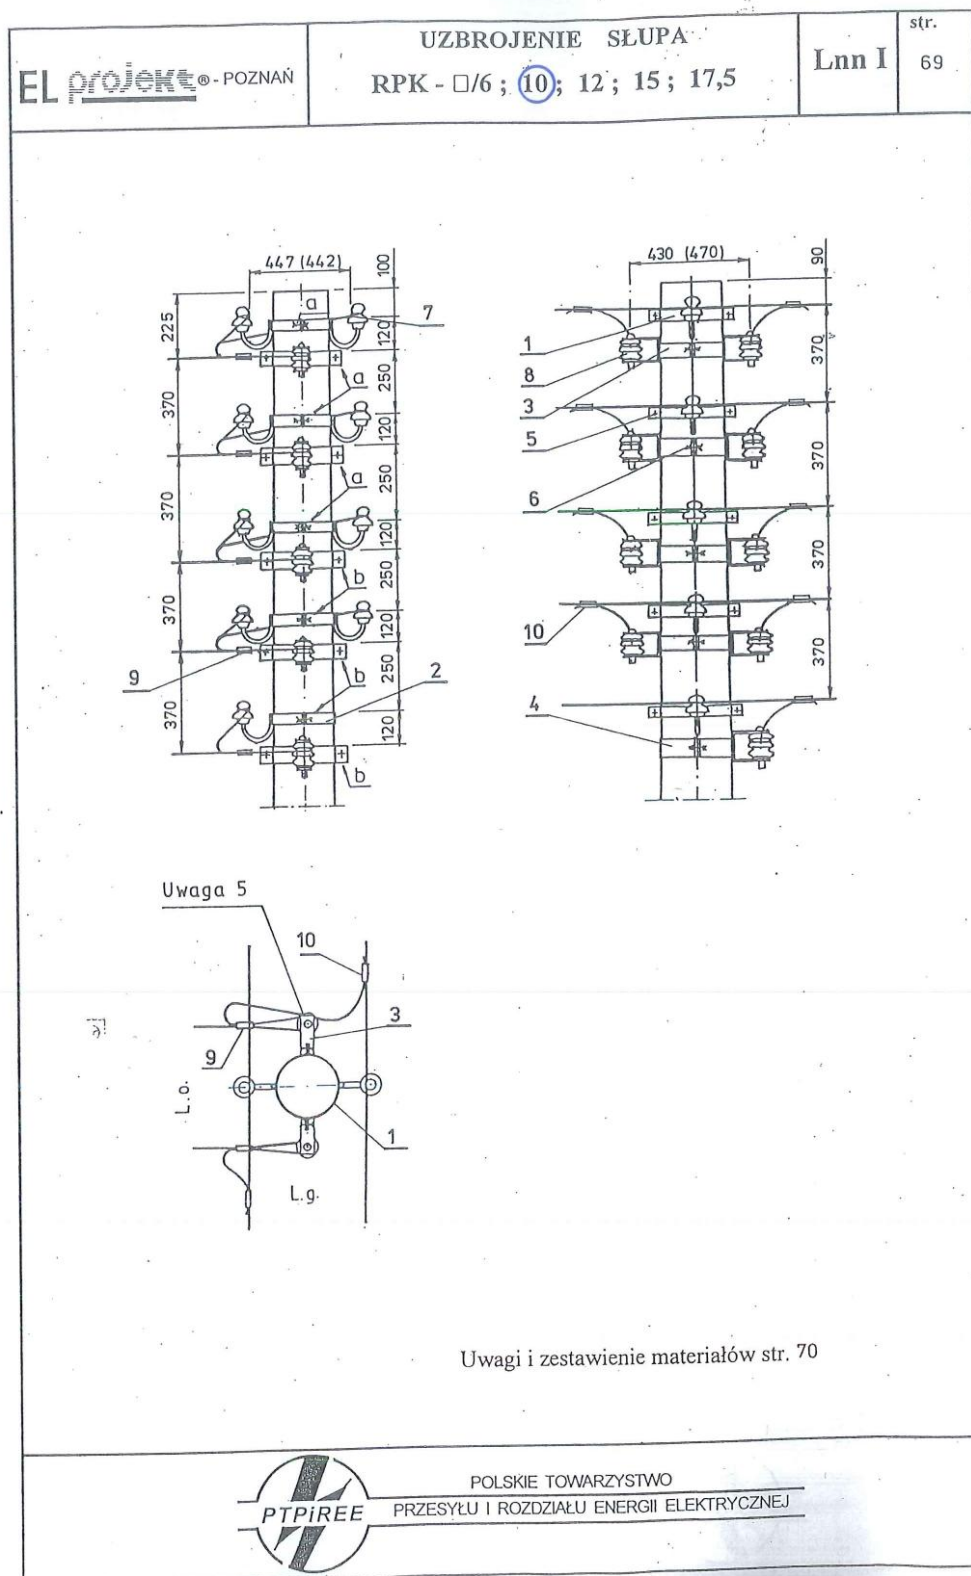 EL projekt®-POZNAŃ
UZBROJENIE SŁUPA
RPK - □/6 ; 10 ; 12 ; 15 ; 17,5
Lnn I
str.
69
447 (442)
100
225
a
7
120
370
a
250
120
a
250
370
120
b
250
370
120
9
b
250
2
370
120
b
430 (470)
90
1
8
3
370
5
6
370
370
10
370
4
Uwaga 5
10
3
9
L.o.
1
L.g.
Uwagi i zestawienie materiałów str. 70
PTPiREE
POLSKIE TOWARZYSTWO
PRZESYŁU I ROZDZIAŁU ENERGII ELEKTRYCZNEJ